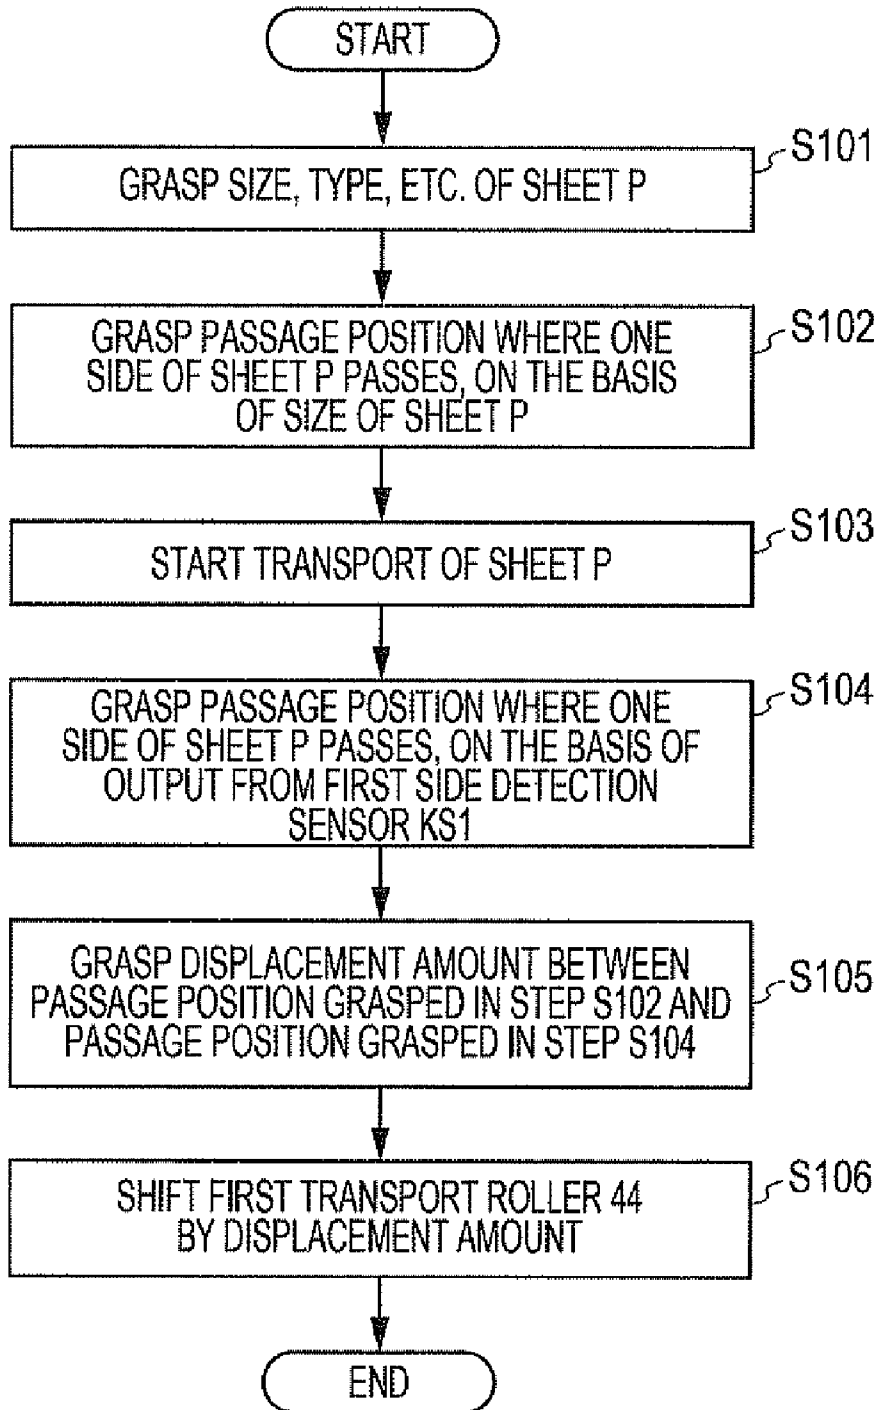 START
S101
GRASP SIZE, TYPE, ETC. OF SHEET P
S102
GRASP PASSAGE POSITION WHERE ONE
SIDE OF SHEET P PASSES, ON THE BASIS
OF SIZE OF SHEET P
S103
START TRANSPORT OF SHEET P
S104
GRASP PASSAGE POSITION WHERE ONE
SIDE OF SHEET P PASSES, ON THE BASIS OF
OUTPUT FROM FIRST SIDE DETECTION
SENSOR KS1
S105
GRASP DISPLACEMENT AMOUNT BETWEEN
PASSAGE POSITION GRASPED IN STEP S102 AND
PASSAGE POSITION GRASPED IN STEP S104
S106
SHIFT FIRST TRANSPORT ROLLER 44
BY DISPLACEMENT AMOUNT
END